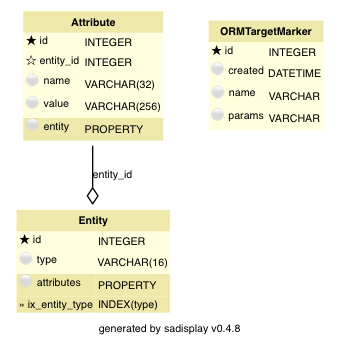 Attribute
★ id INTEGER
☆ entity_id INTEGER
name VARCHAR(32)
value VARCHAR(256)
entity PROPERTY
ORMTargetMarker
★ id INTEGER
created DATETIME
name VARCHAR
params VARCHAR
entity_id
Entity
★ id INTEGER
type VARCHAR(16)
attributes PROPERTY
» ix_entity_type INDEX(type)
generated by sadisplay v0.4.8